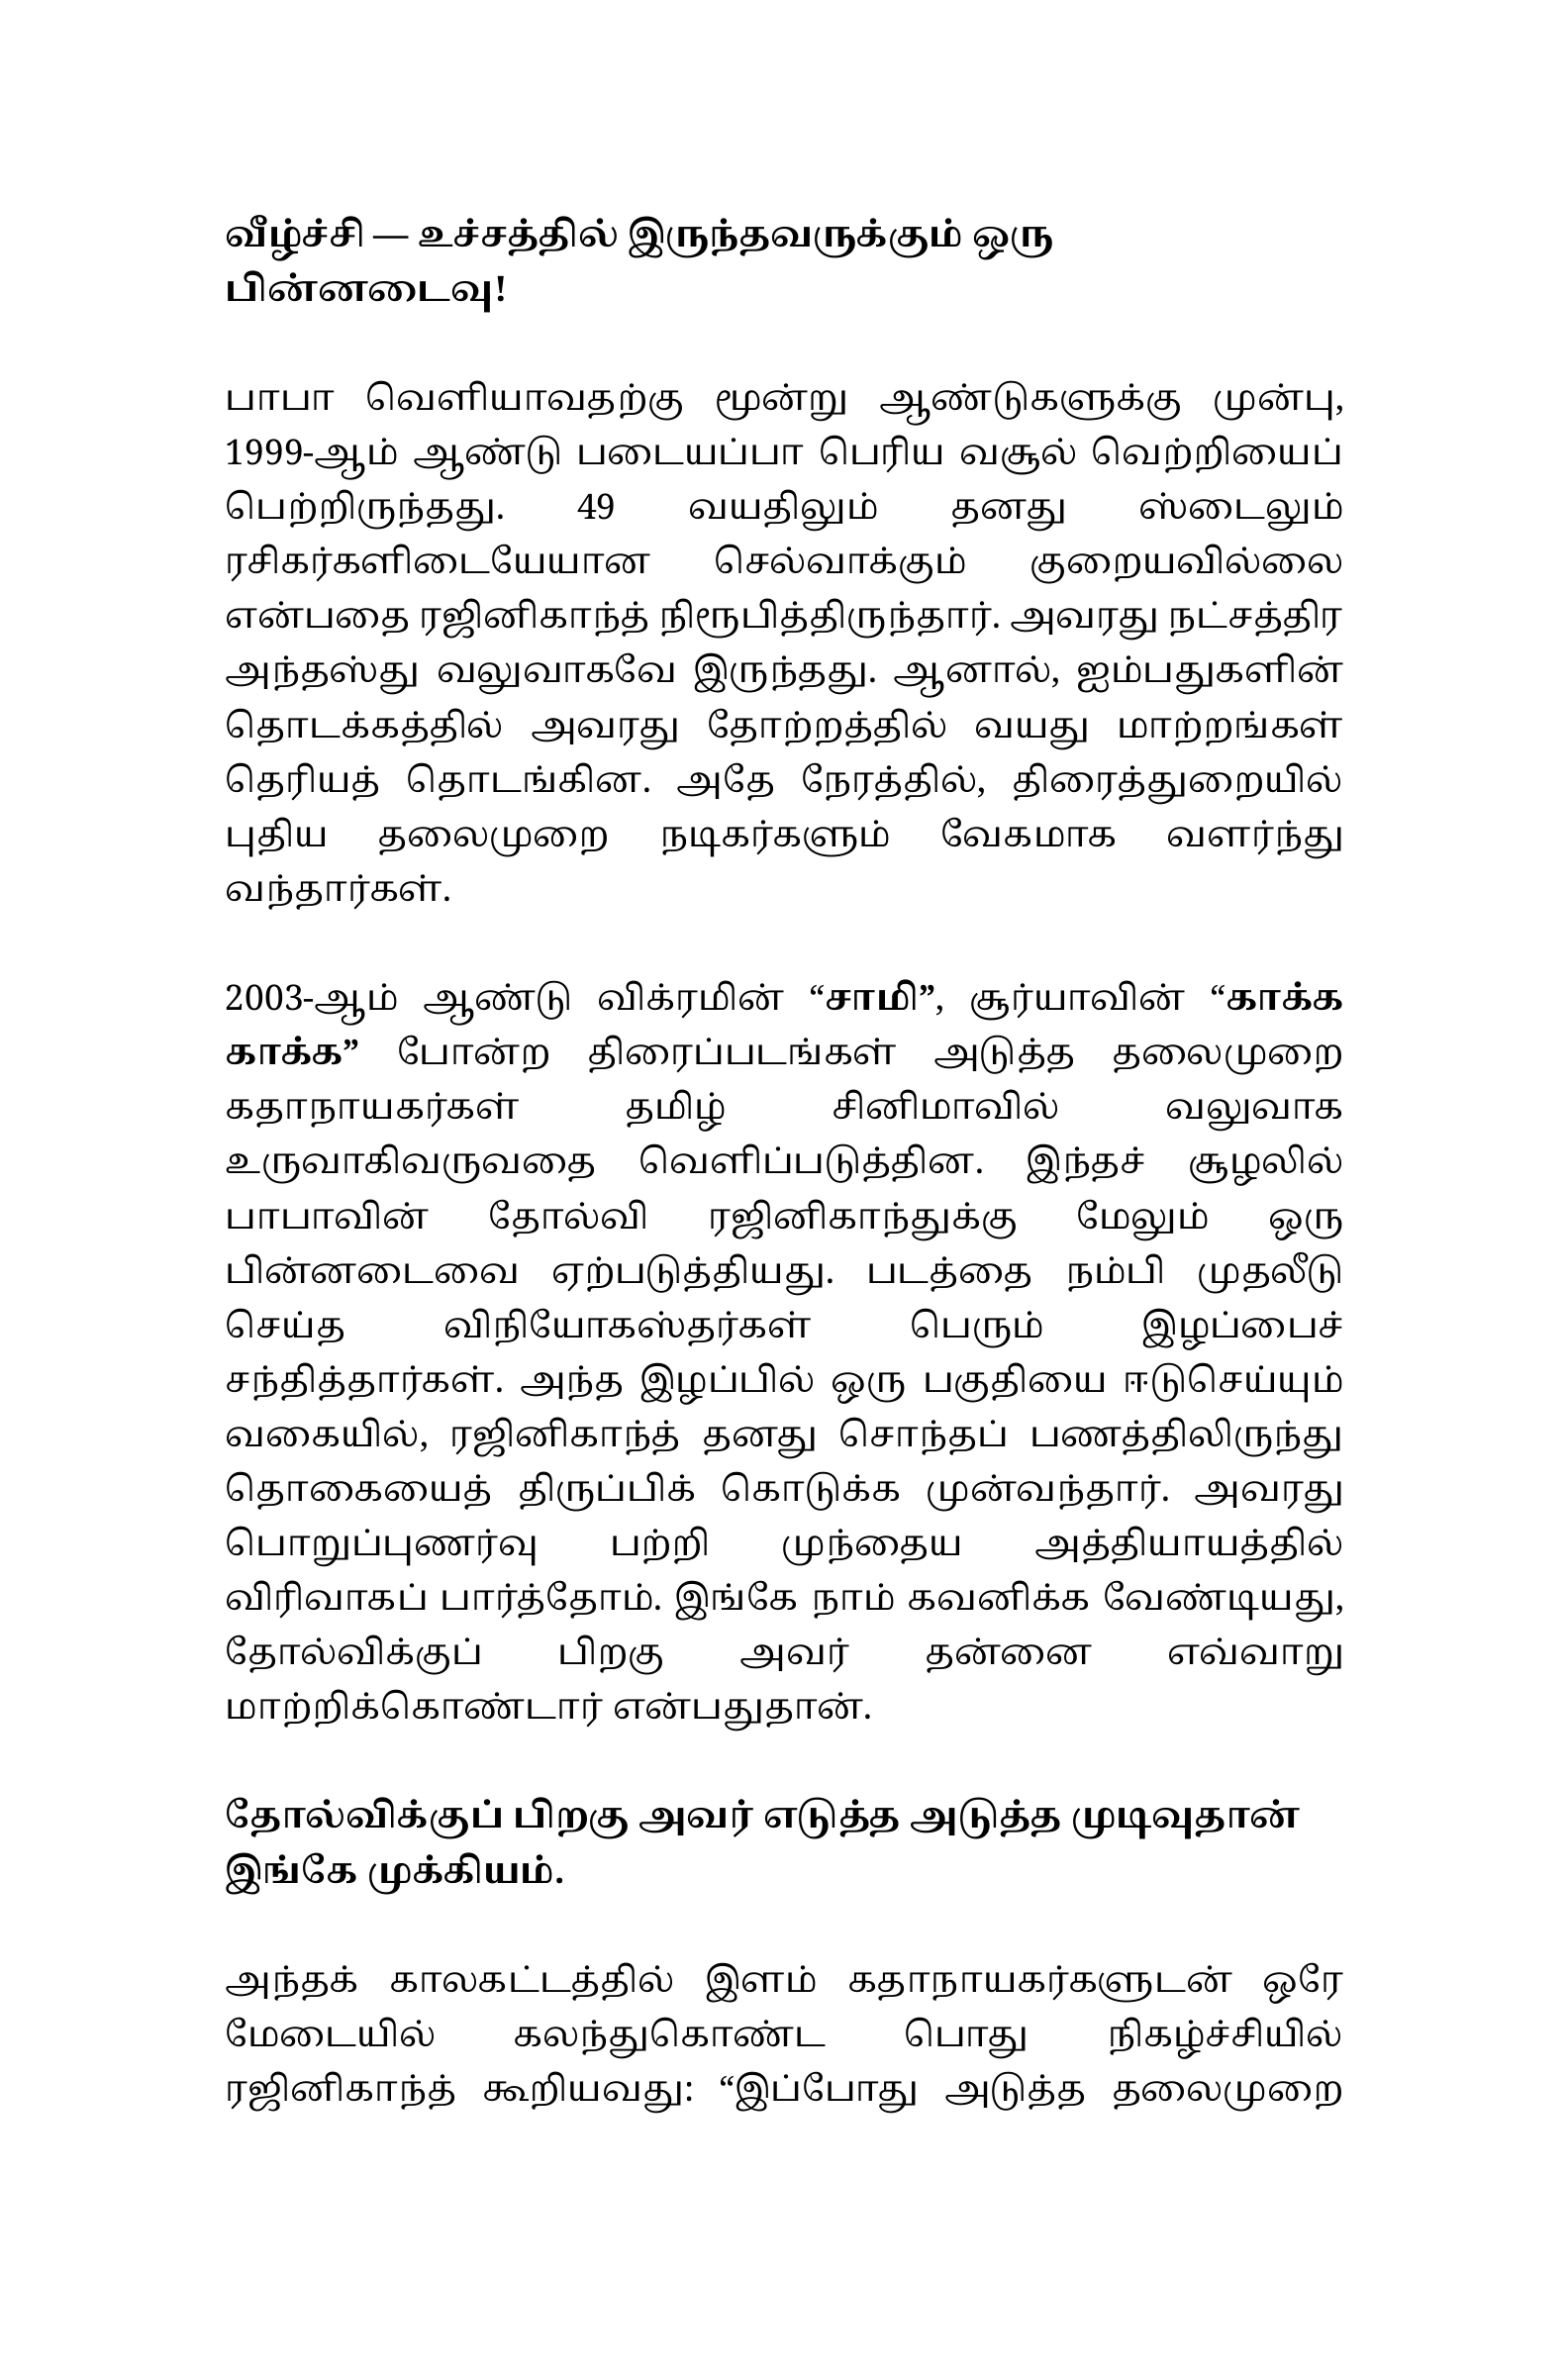 வீழ்ச்சி — உச்சத்தில் இருந்தவருக்கும் ஒரு
பின்னடைவு!
பாபா வெளியாவதற்கு மூன்று ஆண்டுகளுக்கு முன்பு,
1999-ஆம் ஆண்டு படையப்பா பெரிய வசூல் வெற்றியைப்
பெற்றிருந்தது. 49 வயதிலும் தனது ஸ்டைலும்
ரசிகர்களிடையேயான செல்வாக்கும் குறையவில்லை
என்பதை ரஜினிகாந்த் நிரூபித்திருந்தார். அவரது நட்சத்திர
அந்தஸ்து வலுவாகவே இருந்தது. ஆனால், ஐம்பதுகளின்
தொடக்கத்தில் அவரது தோற்றத்தில் வயது மாற்றங்கள்
தெரியத் தொடங்கின. அதே நேரத்தில், திரைத்துறையில்
புதிய தலைமுறை நடிகர்களும் வேகமாக வளர்ந்து
வந்தார்கள்.
2003-ஆம் ஆண்டு விக்ரமின் “சாமி”, சூர்யாவின் “காக்க
காக்க” போன்ற திரைப்படங்கள் அடுத்த தலைமுறை
கதாநாயகர்கள் தமிழ் சினிமாவில் வலுவாக
உருவாகிவருவதை வெளிப்படுத்தின. இந்தச் சூழலில்
பாபாவின் தோல்வி ரஜினிகாந்துக்கு மேலும் ஒரு
பின்னடைவை ஏற்படுத்தியது. படத்தை நம்பி முதலீடு
செய்த விநியோகஸ்தர்கள் பெரும் இழப்பைச்
சந்தித்தார்கள். அந்த இழப்பில் ஒரு பகுதியை ஈடுசெய்யும்
வகையில், ரஜினிகாந்த் தனது சொந்தப் பணத்திலிருந்து
தொகையைத் திருப்பிக் கொடுக்க முன்வந்தார். அவரது
பொறுப்புணர்வு பற்றி முந்தைய அத்தியாயத்தில்
விரிவாகப் பார்த்தோம். இங்கே நாம் கவனிக்க வேண்டியது,
தோல்விக்குப் பிறகு அவர் தன்னை எவ்வாறு
மாற்றிக்கொண்டார் என்பதுதான்.
தோல்விக்குப் பிறகு அவர் எடுத்த அடுத்த முடிவுதான்
இங்கே முக்கியம்.
அந்தக் காலகட்டத்தில் இளம் கதாநாயகர்களுடன் ஒரே
மேடையில் கலந்துகொண்ட பொது நிகழ்ச்சியில்
ரஜினிகாந்த் கூறியவது: “இப்போது அடுத்த தலைமுறை